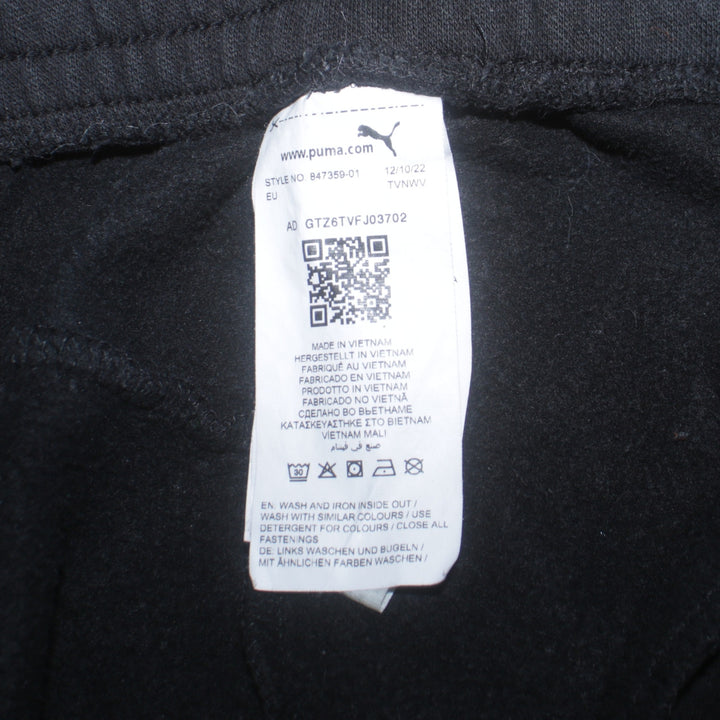 www.puma.com
STYLE NO. 847359-01 12/10/22
EU TVNWV
AD GTZ6TVFJ03702
MADE IN VIETNAM
HERGESTELLT IN VIETNAM
FABRIQUÉ AU VIETNAM
FABRICADO EN VIETNAM
PRODOTTO IN VIETNAM
FABRICADO NO VIETNÃ
СДЕЛАНО ВО ВЬЕТНАМЕ
ΚΑΤΑΣΚΕΥΑΣΤΗΚΕ ΣΤΟ ΒΙΕΤΝΑΜ
VIETNAM MALI
صنع في فيتنام
30
EN: WASH AND IRON INSIDE OUT /
WASH WITH SIMILAR COLOURS / USE
DETERGENT FOR COLOURS / CLOSE ALL
FASTENINGS
DE: LINKS WASCHEN UND BÜGELN /
MIT ÄHNLICHEN FARBEN WASCHEN /